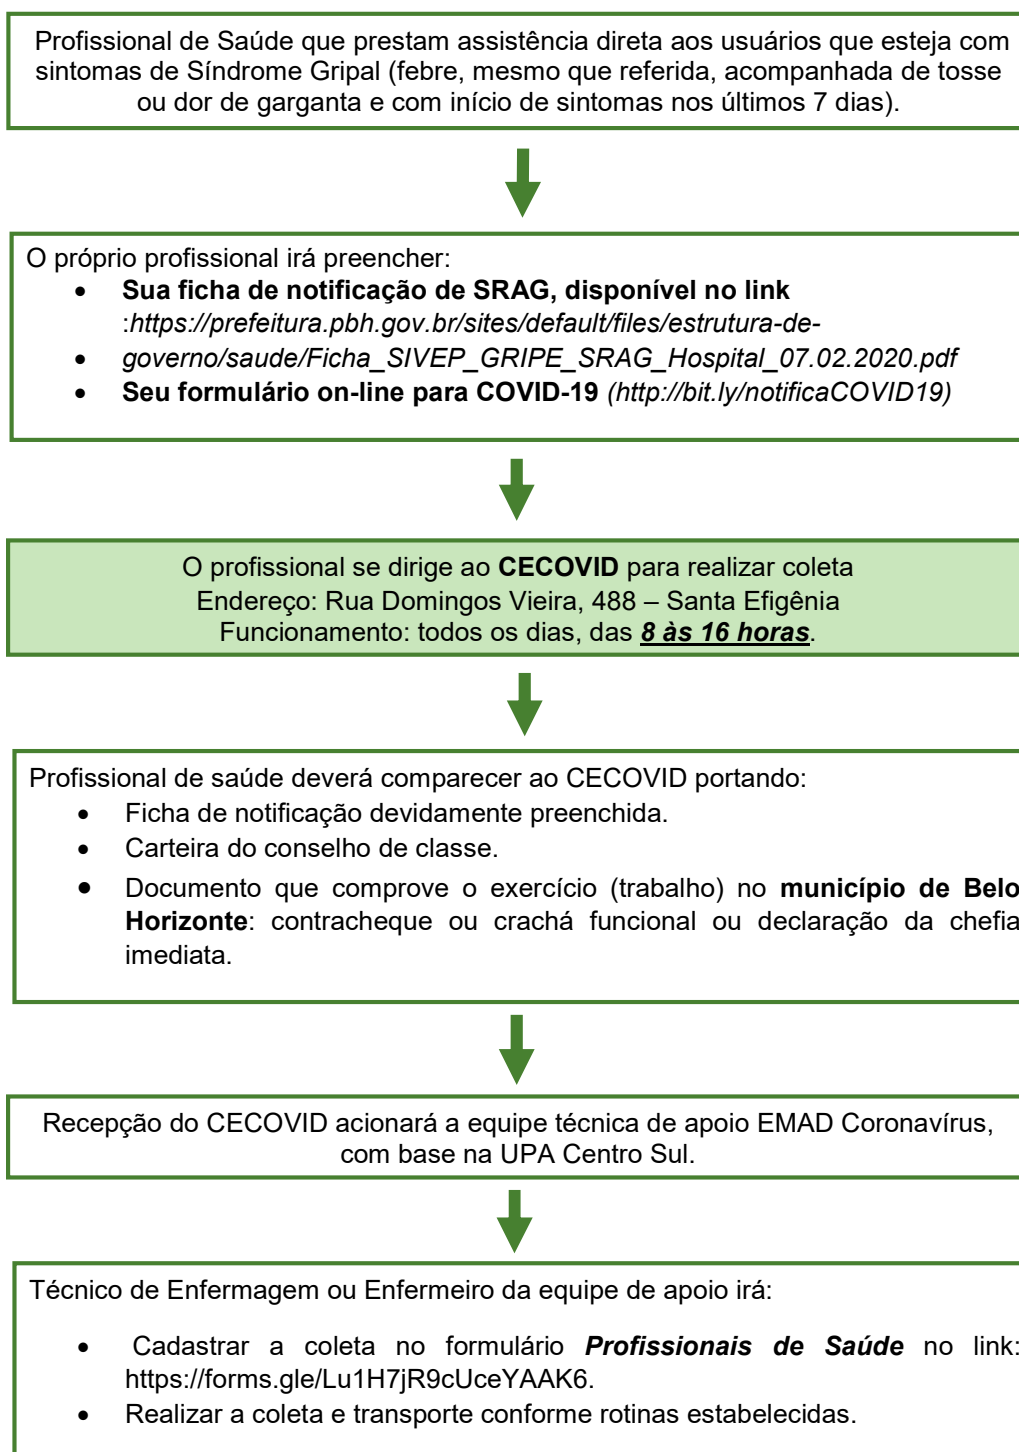 Profissional de Saúde que prestam assistência direta aos usuários que esteja com
sintomas de Síndrome Gripal (febre, mesmo que referida, acompanhada de tosse
ou dor de garganta e com início de sintomas nos últimos 7 dias).
O próprio profissional irá preencher:
• Sua ficha de notificação de SRAG, disponível no link
:https://prefeitura.pbh.gov.br/sites/default/files/estrutura-de-
• governo/saude/Ficha_SIVEP_GRIPE_SRAG_Hospital_07.02.2020.pdf
• Seu formulário on-line para COVID-19 (http://bit.ly/notificaCOVID19)
O profissional se dirige ao CECOVID para realizar coleta
Endereço: Rua Domingos Vieira, 488 – Santa Efigênia
Funcionamento: todos os dias, das 8 às 16 horas.
Profissional de saúde deverá comparecer ao CECOVID portando:
• Ficha de notificação devidamente preenchida.
• Carteira do conselho de classe.
• Documento que comprove o exercício (trabalho) no município de Belo
Horizonte: contracheque ou crachá funcional ou declaração da chefia
imediata.
Recepção do CECOVID acionará a equipe técnica de apoio EMAD Coronavírus,
com base na UPA Centro Sul.
Técnico de Enfermagem ou Enfermeiro da equipe de apoio irá:
• Cadastrar a coleta no formulário Profissionais de Saúde no link:
https://forms.gle/Lu1H7jR9cUceYAAK6.
• Realizar a coleta e transporte conforme rotinas estabelecidas.